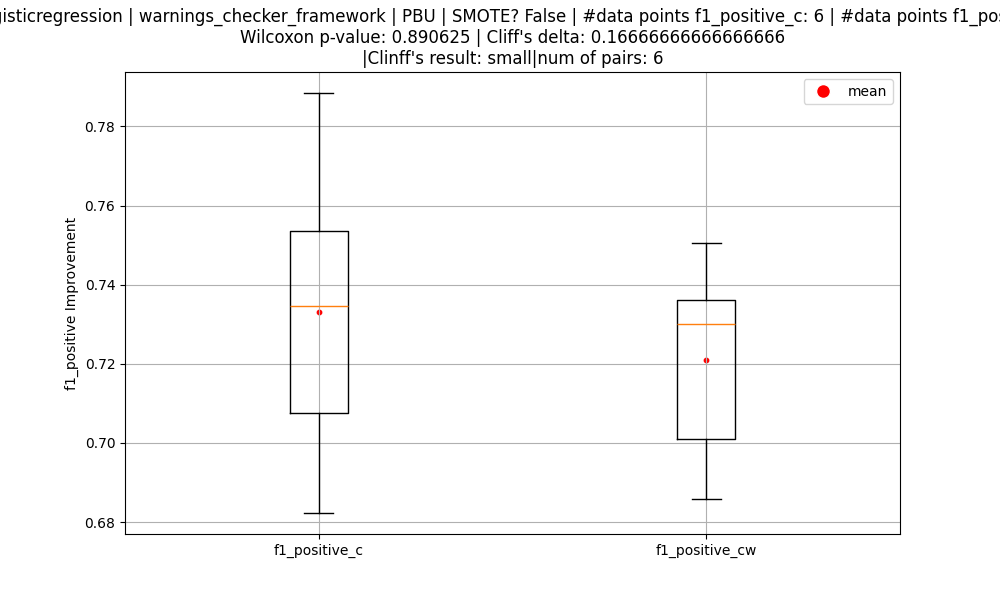 gisticregression | warnings_checker_framework | PBU | SMOTE? False | #data points f1_positive_c: 6 | #data points f1_pos
Wilcoxon p-value: 0.890625 | Cliff's delta: 0.16666666666666666
|Clinff's result: small|num of pairs: 6
mean
0.78
0.76
0.74
0.72
0.70
0.68
f1_positive Improvement
f1_positive_c
f1_positive_cw